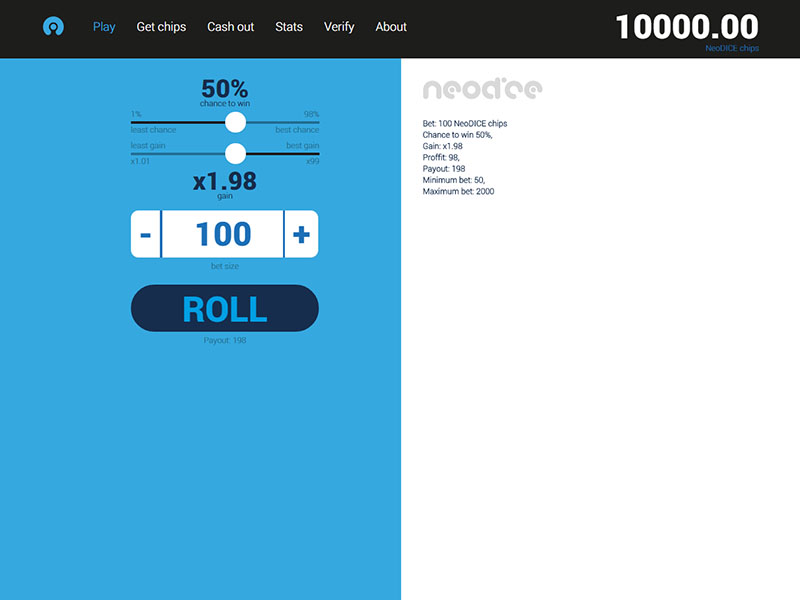 Play Get chips Cash out Stats Verify About
10000.00
NeoDICE chips
50%
chance to win
1% 98%
least chance best chance
least gain best gain
x1.01 x99
x1.98
gain
- 100 +
bet size
ROLL
Payout: 198
neodice
Bet: 100 NeoDICE chips
Chance to win 50%,
Gain: x1.98
Proffit: 98,
Payout: 198
Minimum bet: 50,
Maximum bet: 2000